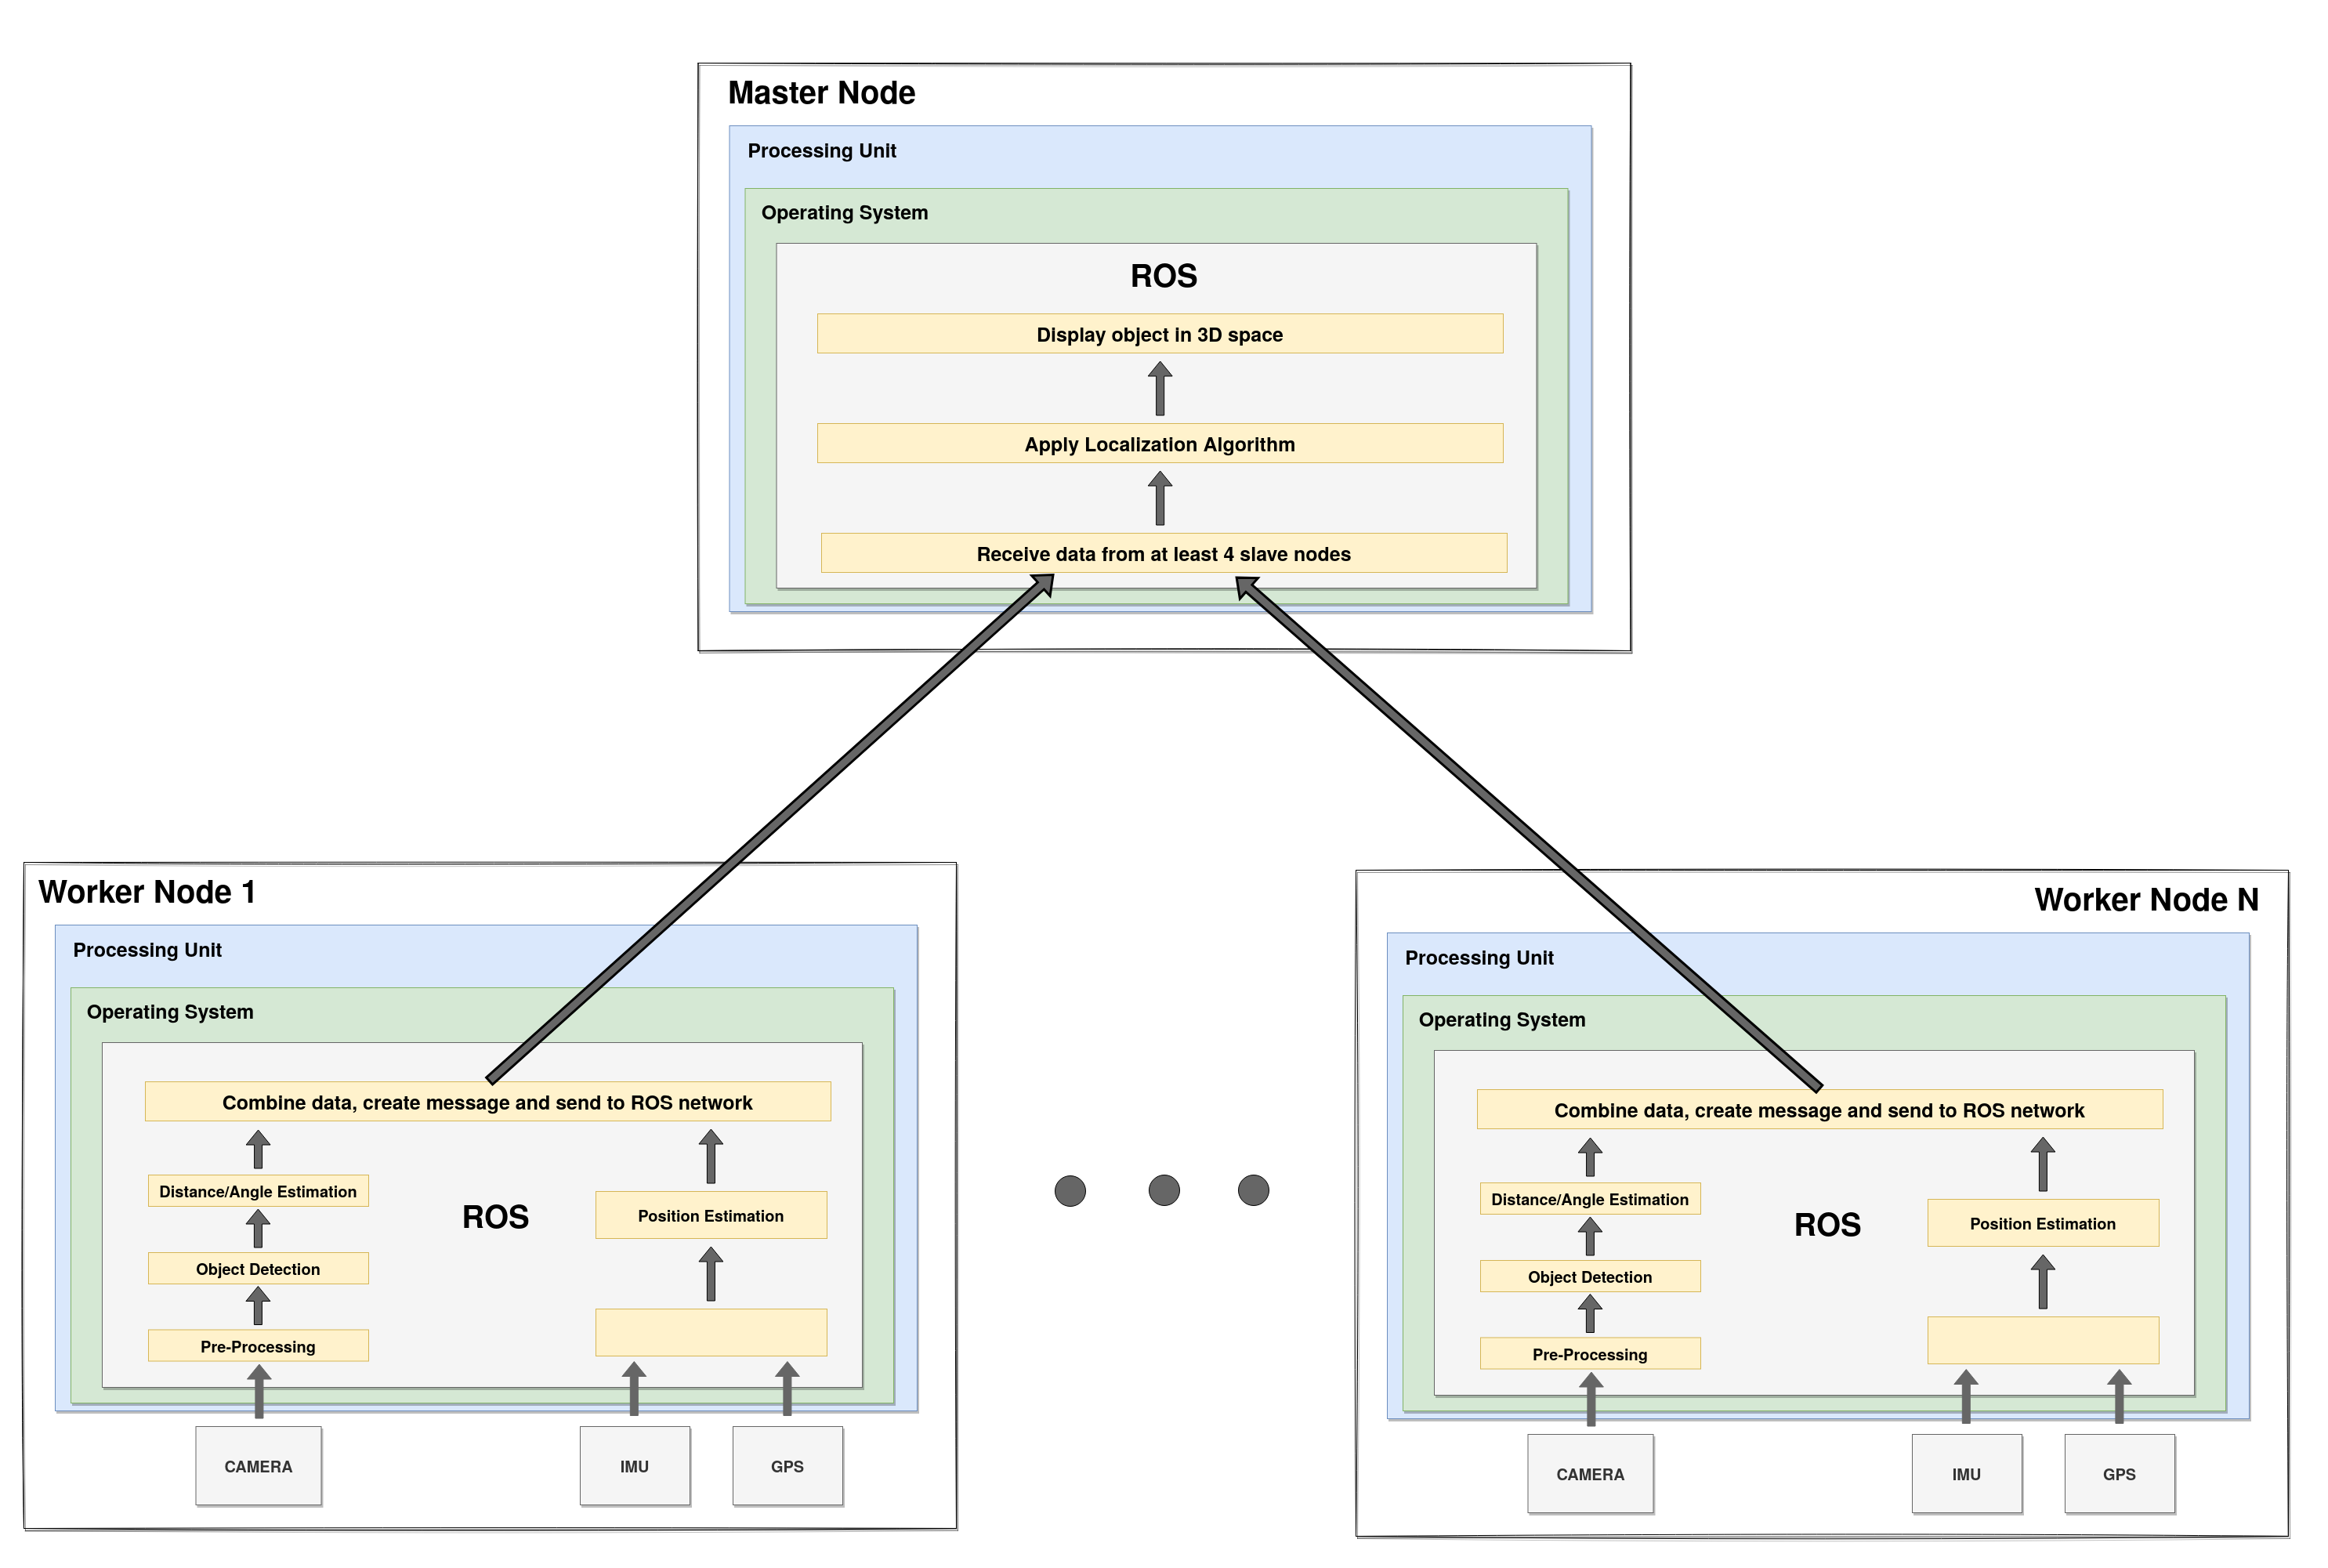 Master Node
Processing Unit
Operating System
ROS
Display object in 3D space
Apply Localization Algorithm
Receive data from at least 4 slave nodes
Worker Node 1
Processing Unit
Operating System
Combine data, create message and send to ROS network
Distance/Angle Estimation
ROS
Position Estimation
Object Detection
Pre-Processing
CAMERA
IMU
GPS
Worker Node N
Processing Unit
Operating System
Combine data, create message and send to ROS network
Distance/Angle Estimation
ROS
Position Estimation
Object Detection
Pre-Processing
CAMERA
IMU
GPS